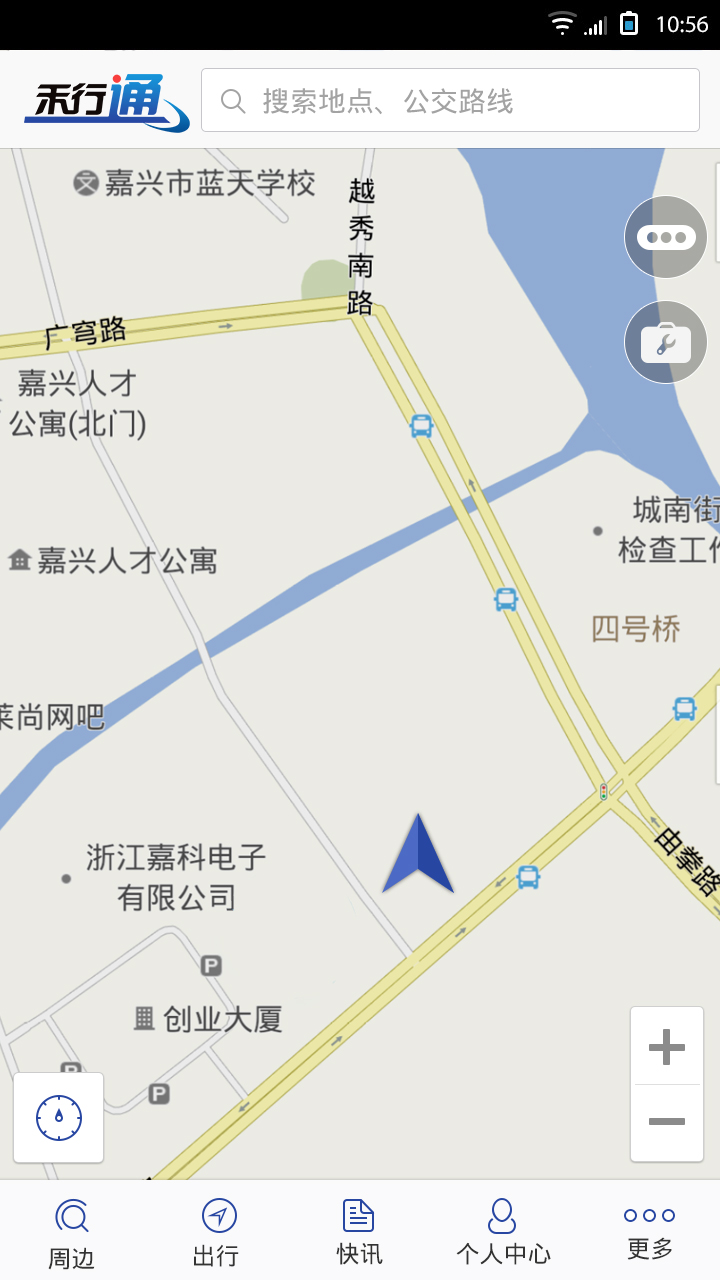 10:56
禾行通
搜索地点、公交路线
嘉兴市蓝天学校
越秀南路
广穹路
嘉兴人才
公寓(北门)
城南街
检查工作
嘉兴人才公寓
四号桥
莱尚网吧
浙江嘉科电子
有限公司
由拳路
P
创业大厦
P
P
周边
出行
快讯
个人中心
更多